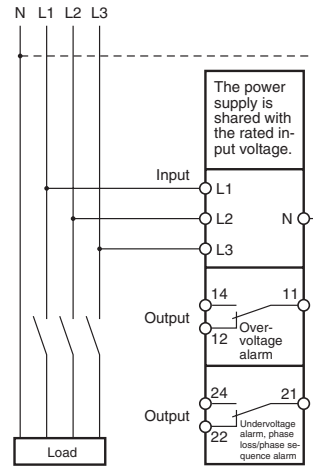 N L1 L2 L3
The power
supply is
shared with
the rated in-
put voltage.
Input
L1
L2
N
L3
14
11
Output
12
Over-
voltage
alarm
24
21
Output
22
Undervoltage
alarm, phase
loss/phase se-
quence alarm
Load